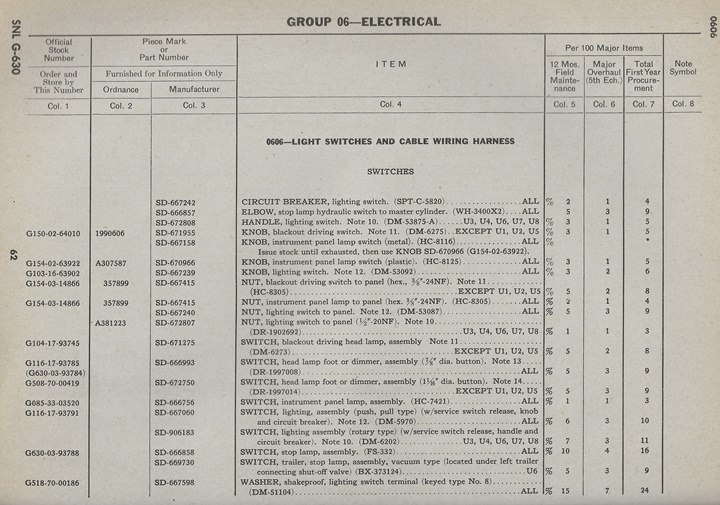 GROUP 06—ELECTRICAL
0606
SNL G-630
62
Official Stock Number
Order and Store by This Number
Piece Mark or Part Number
Furnished for Information Only
Ordnance
Manufacturer
ITEM
Per 100 Major Items
12 Mos. Field Maintenance
Major Overhaul (5th Ech.)
Total First Year Procurement
Note Symbol
Col. 1 Col. 2 Col. 3 Col. 4 Col. 5 Col. 6 Col. 7 Col. 8
0606—LIGHT SWITCHES AND CABLE WIRING HARNESS
SWITCHES
SD-667242 CIRCUIT BREAKER, lighting switch. (SPT-C-5820)....ALL % 2 1 4
SD-666857 ELBOW, stop lamp hydraulic switch to master cylinder. (WH-3400X2)....ALL 5 3 9
SD-672808 HANDLE, lighting switch. Note 10. (DM-53875-A)....U3, U4, U6, U7, U8 % 3 1 5
G150-02-64010 1990606 SD-671955 KNOB, blackout driving switch. Note 11. (DM-6275)..EXCEPT U1, U2, U5 % 3 1 5
SD-667158 KNOB, instrument panel lamp switch (metal). (HC-8116)....ALL % *
Issue stock until exhausted, then use KNOB SD-670966 (G154-02-63922).
G154-02-63922 A307587 SD-670966 KNOB, instrument panel lamp switch (plastic). (HC-8125)....ALL % 3 1 5
G103-16-63902 SD-667239 KNOB, lighting switch. Note 12. (DM-53092)....ALL % 3 2 6
G154-03-14866 357899 SD-667415 NUT, blackout driving switch to panel (hex., ⅜"-24NF). Note 11....
(HC-8305)....EXCEPT U1, U2, U5 % 5 2 8
G154-03-14866 357899 SD-667415 NUT, instrument panel lamp to panel (hex. ⅜"-24NF). (HC-8305)....ALL % 2 1 4
SD-667240 NUT, lighting switch to panel. Note 12. (DM-53087)....ALL % 5 3 9
A381223 SD-672807 NUT, lighting switch to panel (½"-20NF). Note 10....
(DR-1902692)....U3, U4, U6, U7, U8 % 1 1 3
G104-17-93745 SD-671275 SWITCH, blackout driving head lamp, assembly Note 11....
(DM-6273)....EXCEPT U1, U2, U5 % 5 2 8
G116-17-93785 SD-666993 SWITCH, head lamp foot or dimmer, assembly dia. button). Note 13....
(G630-03-93784) (DR-1997008)....ALL % 5 3 9
G508-70-00419 SD-672750 SWITCH, head lamp foot or dimmer, assembly dia. button). Note 14....
(DR-1997014)....EXCEPT U1, U2, U5 % 5 3 9
G085-33-03520 SD-666756 SWITCH, instrument panel lamp, assembly. (HC-7421)....ALL % 1 1 3
G116-17-93791 SD-667060 SWITCH, lighting, assembly (push, pull type) (w/service switch release, knob
and circuit breaker). Note 12. (DM-5970)....ALL % 6 3 10
SD-906183 SWITCH, lighting assembly (rotary type) (w/service switch release, handle and
circuit breaker). Note 10. (DM-6202)....U3, U4, U6, U7, U8 % 7 3 11
G630-03-93788 SD-666858 SWITCH, stop lamp, assembly. (FS-332)....ALL % 10 4 16
SD-669730 SWITCH, trailer, stop lamp, assembly, vacuum type (located under left trailer
connecting shut-off valve) (BX-373124)....U6 % 5 3 9
G518-70-00186 SD-667598 WASHER, shakeproof, lighting switch terminal (keyed type No. 8)....
(DM-51104)....ALL % 15 7 24